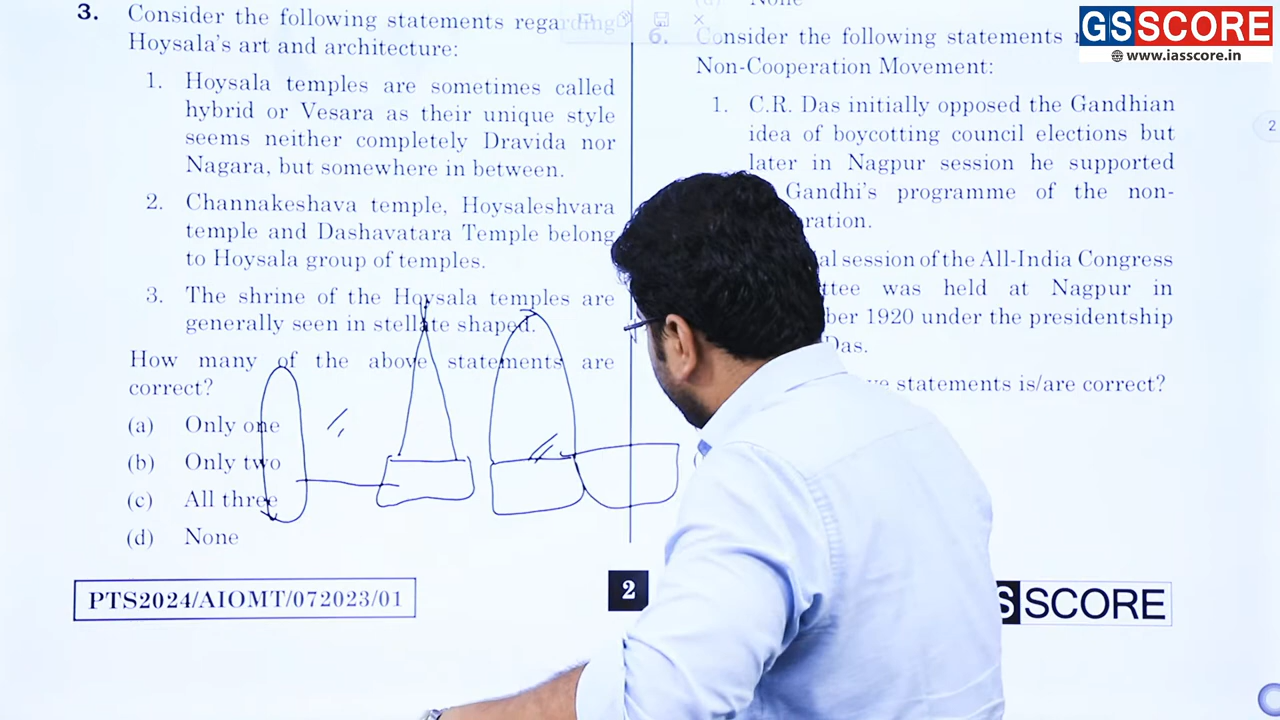 3. Consider the following statements regarding
Hoysala's art and architecture:
1. Hoysala temples are sometimes called
hybrid or Vesara as their unique style
seems neither completely Dravida nor
Nagara, but somewhere in between.
2. Channakeshava temple, Hoysaleshvara
temple and Dashavatara Temple belong
to Hoysala group of temples.
3. The shrine of the Hoysala temples are
generally seen in stellate shaped.
How many of the above statements are
correct?
(a) Only one
(b) Only two
(c) All three
(d) None
PTS2024/AIOMT/072023/01
2
None
6. Consider the following statements
Non-Cooperation Movement:
1. C.R. Das initially opposed the Gandhian
idea of boycotting council elections but
later in Nagpur session he supported
Gandhi's programme of the non-
session of the All-India Congress
was held at Nagpur in
1920 under the presidentship
Das.
statements is/are correct?
SCORE
GSSCORE
www.iasscore.in
2